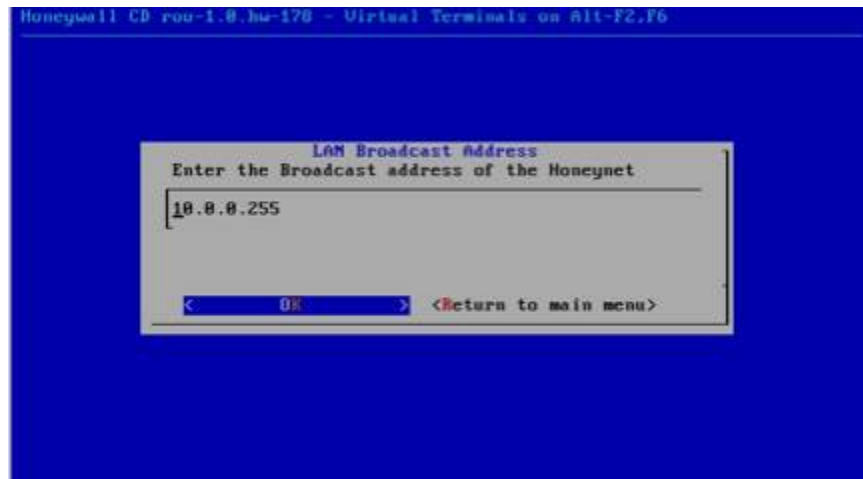 Honeywall CD roo-1.0.hw-178 - Virtual Terminals on Alt-F2,F6
LAN Broadcast Address
Enter the Broadcast address of the Honeynet
10.0.0.255
< OK > <Return to main menu>